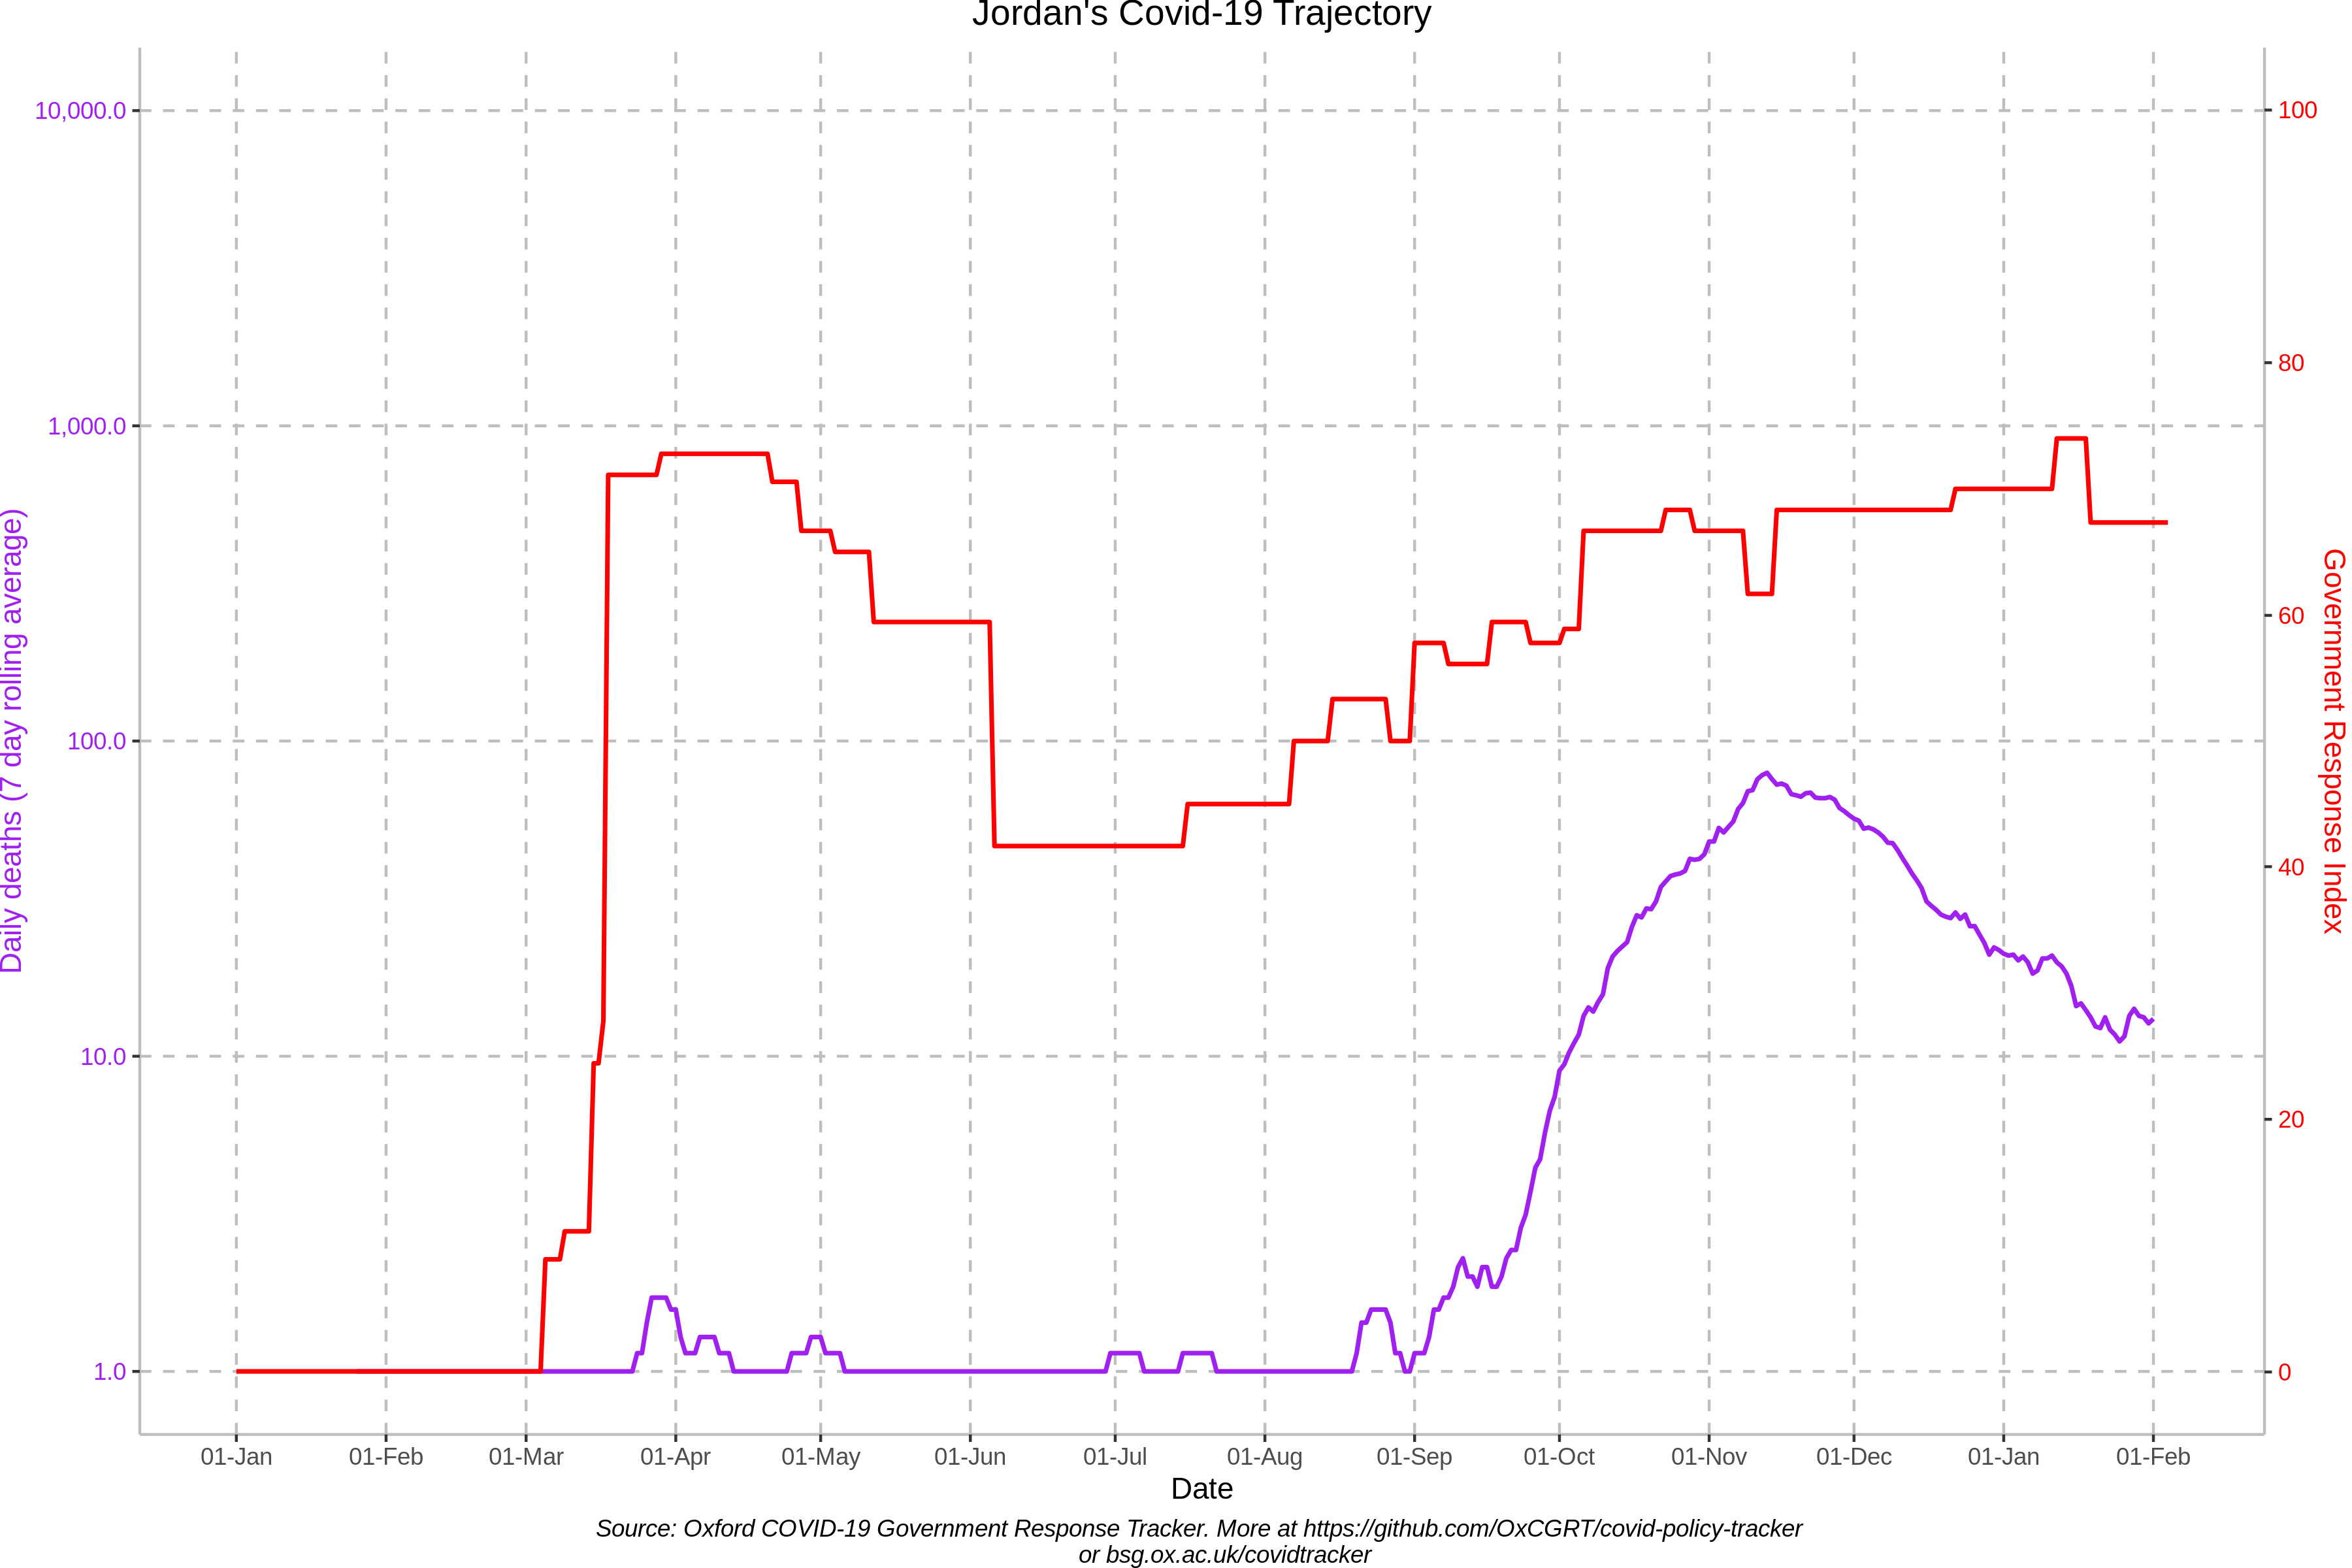 Jordan's Covid-19 Trajectory
10,000.0
1,000.0
100.0
10.0
1.0
Daily deaths (7 day rolling average)
100
80
60
40
20
0
Government Response Index
01-Jan 01-Feb 01-Mar 01-Apr 01-May 01-Jun 01-Jul 01-Aug 01-Sep 01-Oct 01-Nov 01-Dec 01-Jan 01-Feb
Date
Source: Oxford COVID-19 Government Response Tracker. More at https://github.com/OxCGRT/covid-policy-tracker
or bsg.ox.ac.uk/covidtracker